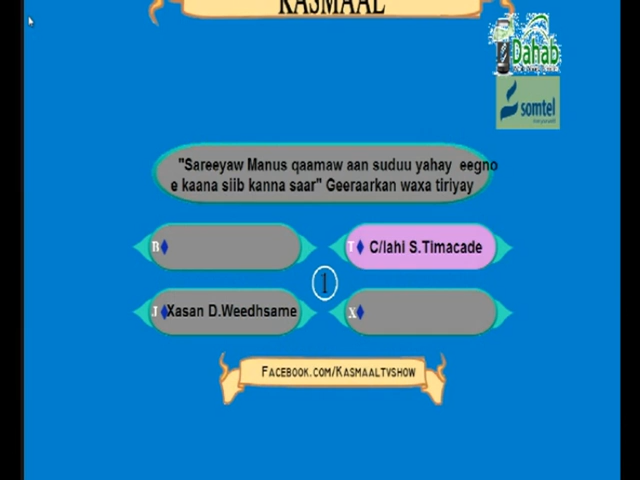 KASMAAL
Dahab
somtel
"Sareeyaw Manus qaamaw aan suduu yahay eegno
e kaana siib kanna saar" Geeraarkan waxa tiriyay
B
T C/lahi S.Timacade
1
J Xasan D.Weedhsame
X
Facebook.com/Kasmaaltvshow